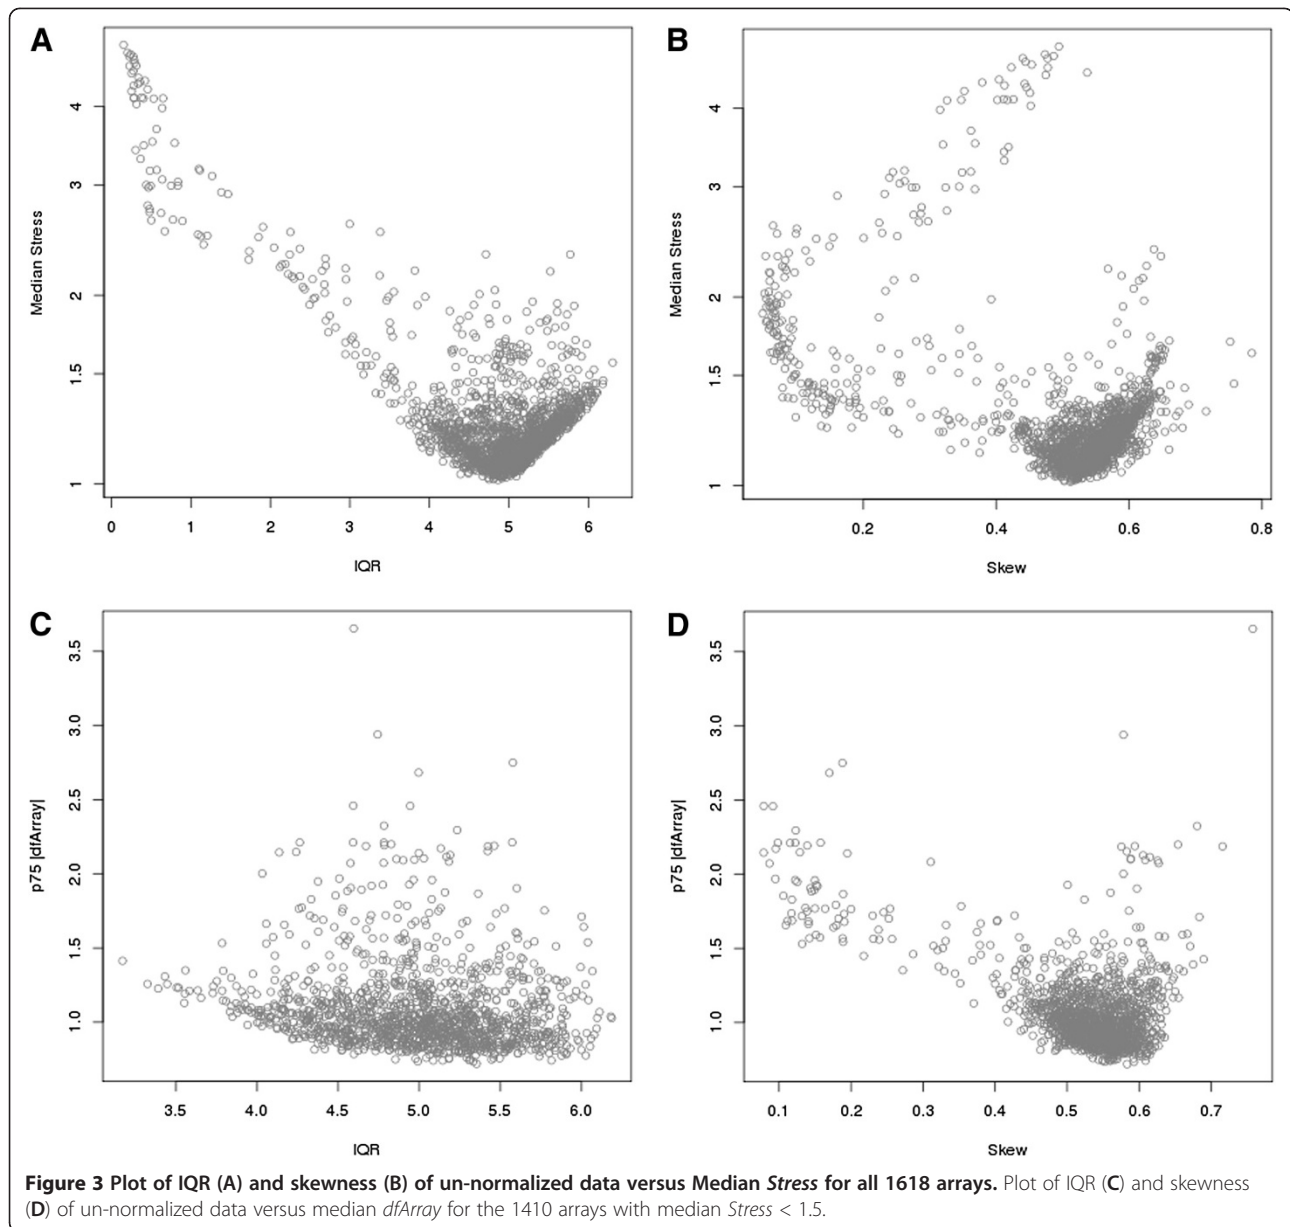 A
4
3
2
1.5
1
Median Stress
0 1 2 3 4 5 6
IQR
B
4
3
2
1.5
1
Median Stress
0.2 0.4 0.6 0.8
Skew
C
3.5
3.0
2.5
2.0
1.5
1.0
p75 |dfArray|
3.5 4.0 4.5 5.0 5.5 6.0
IQR
D
3.5
3.0
2.5
2.0
1.5
1.0
p75 |dfArray|
0.1 0.2 0.3 0.4 0.5 0.6 0.7
Skew
Figure 3 Plot of IQR (A) and skewness (B) of un-normalized data versus Median Stress for all 1618 arrays. Plot of IQR (C) and skewness
(D) of un-normalized data versus median dfArray for the 1410 arrays with median Stress < 1.5.